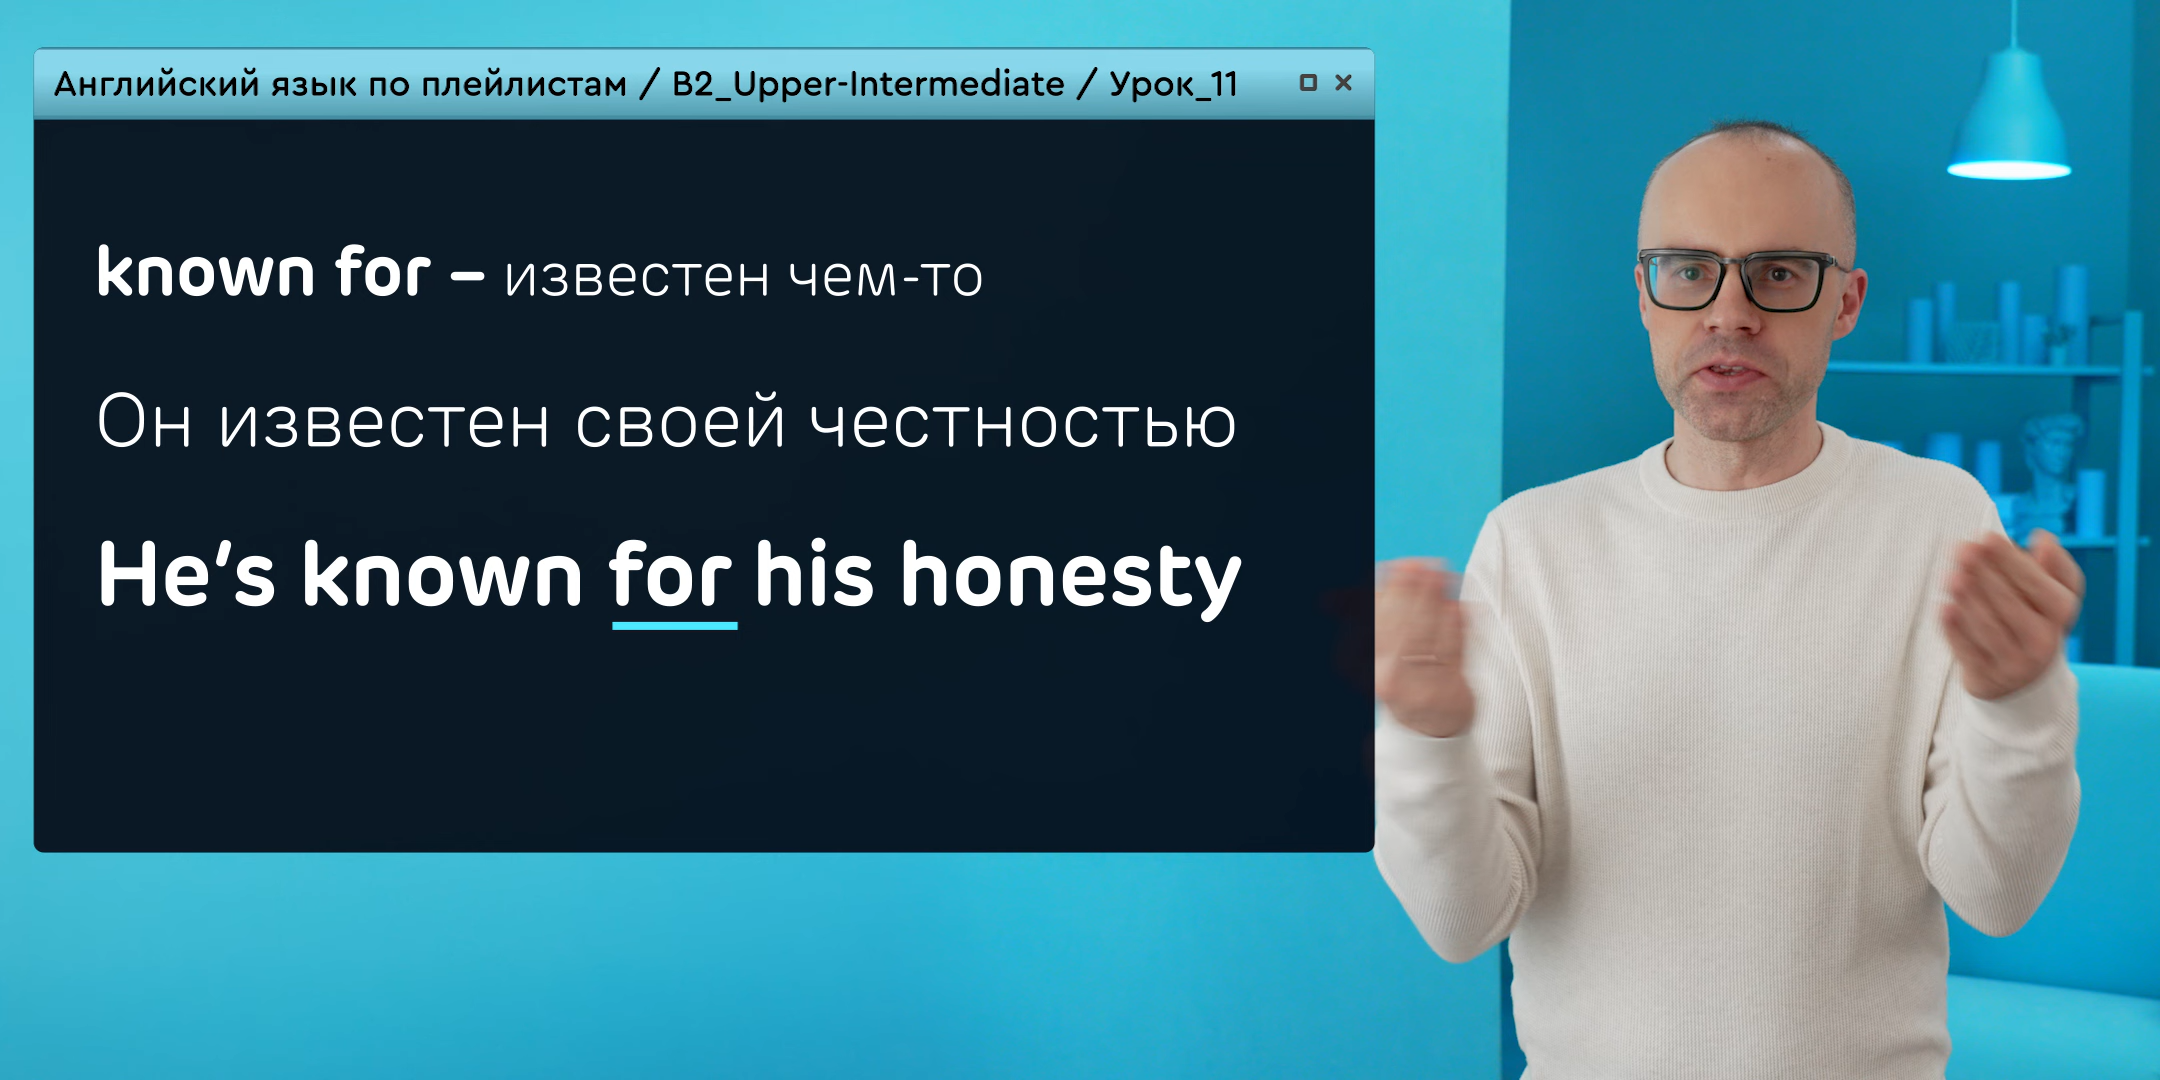 Английский язык по плейлистам / B2_Upper-Intermediate / Урок_11
known for – известен чем-то
Он известен своей честностью
He's known for his honesty